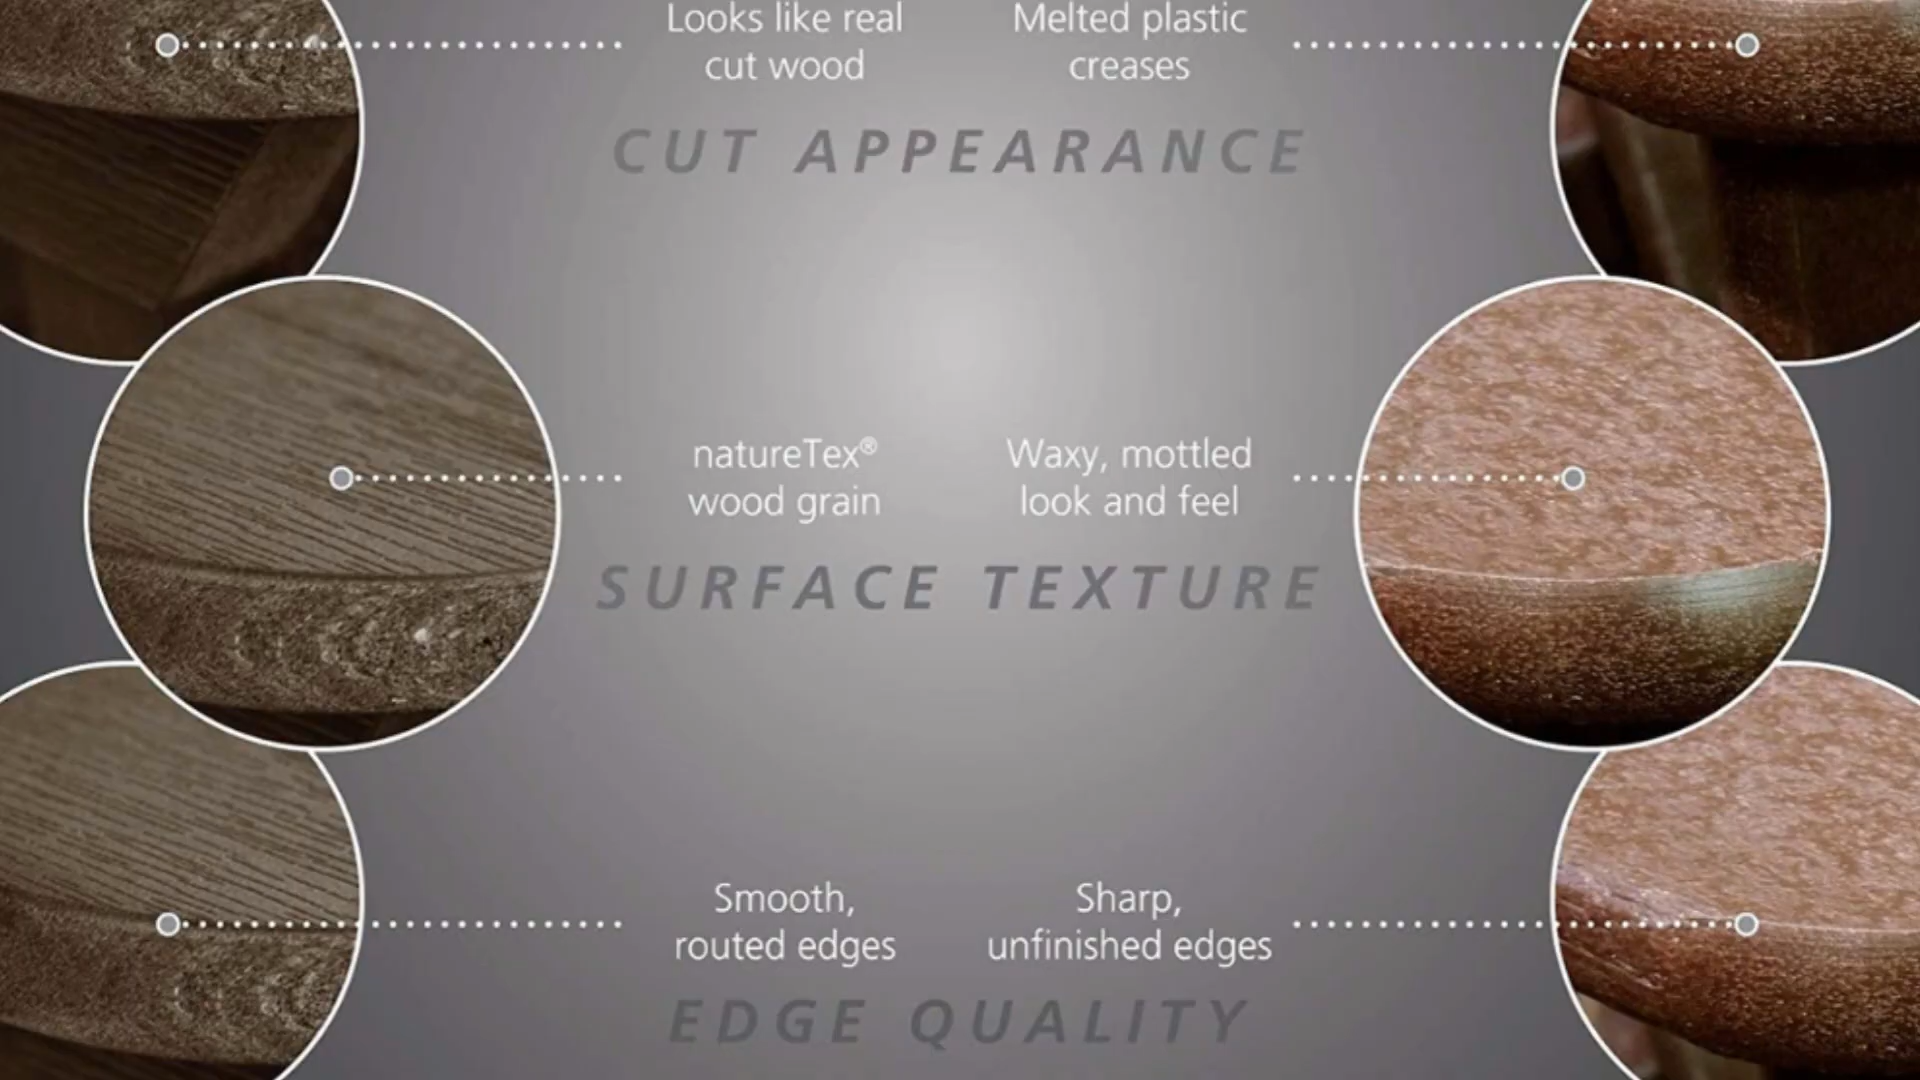 Looks like real
cut wood
Melted plastic
creases
CUT APPEARANCE
natureTex®
wood grain
Waxy, mottled
look and feel
SURFACE TEXTURE
Smooth,
routed edges
Sharp,
unfinished edges
EDGE QUALITY